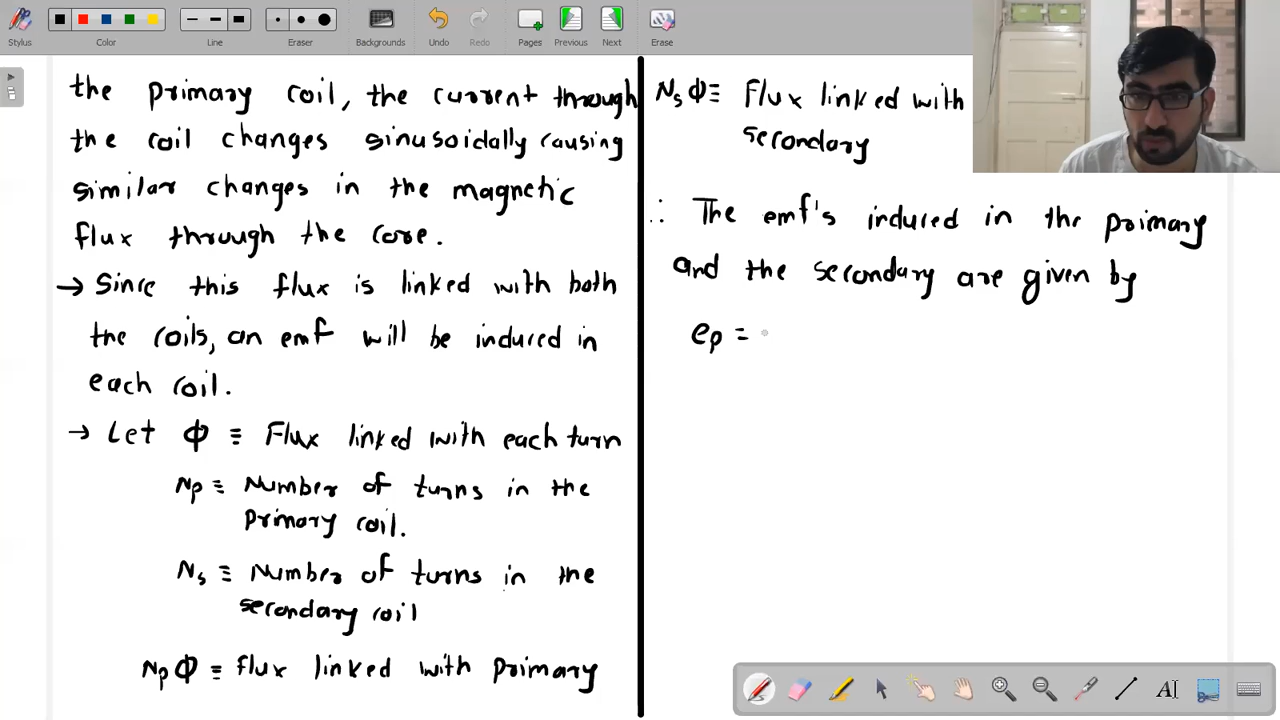 Stylus
Color
Line
Eraser
Backgrounds
Undo
Redo
Pages
Previous
Next
Erase
the primary coil, the current through
the coil changes sinusoidally causing
similar changes in the magnetic
flux through the core.
→ Since this flux is linked with both
the coils, an emf will be induced in
each coil.
→ Let Φ ≡ Flux linked with each turn
Np ≡ Number of turns in the
primary coil.
Ns ≡ Number of turns in the
secondary coil
NpΦ ≡ flux linked with primary
NsΦ ≡ flux linked with
secondary
∴ The emf's induced in the primary
and the secondary are given by
ep =